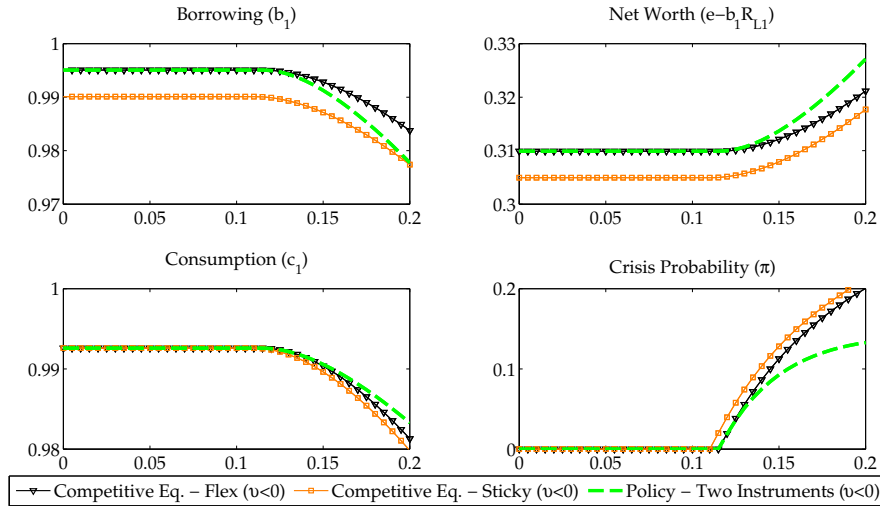 Borrowing (b1)
1
0.99
0.98
0.97
0 0.05 0.1 0.15 0.2
Net Worth (e−b1RL1)
0.33
0.32
0.31
0.3
0 0.05 0.1 0.15 0.2
Consumption (c1)
1
0.99
0.98
0 0.05 0.1 0.15 0.2
Crisis Probability (π)
0.2
0.1
0
0 0.05 0.1 0.15 0.2
Competitive Eq. − Flex (υ<0) Competitive Eq. − Sticky (υ<0) Policy − Two Instruments (υ<0)